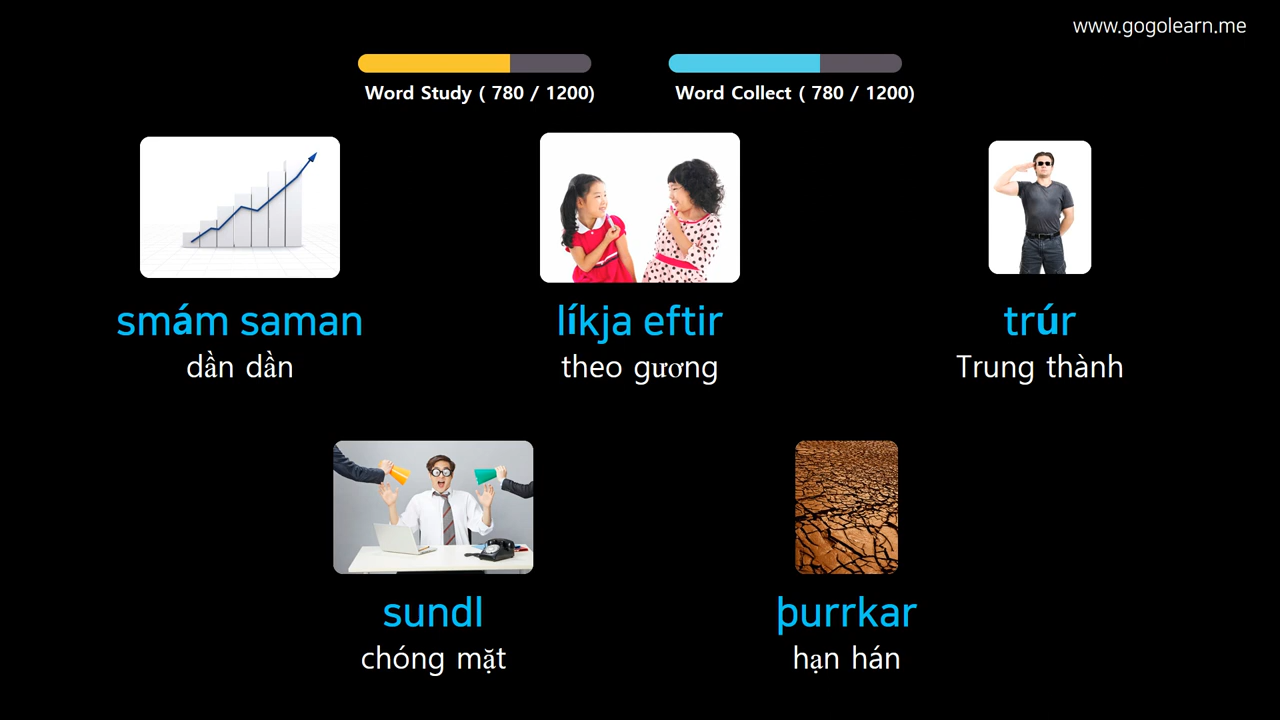 www.gogolearn.me
Word Study ( 780 / 1200)
Word Collect ( 780 / 1200)
smám saman
dần dần
líkja eftir
theo gương
trúr
Trung thành
sundl
chóng mặt
þurrkar
hạn hán